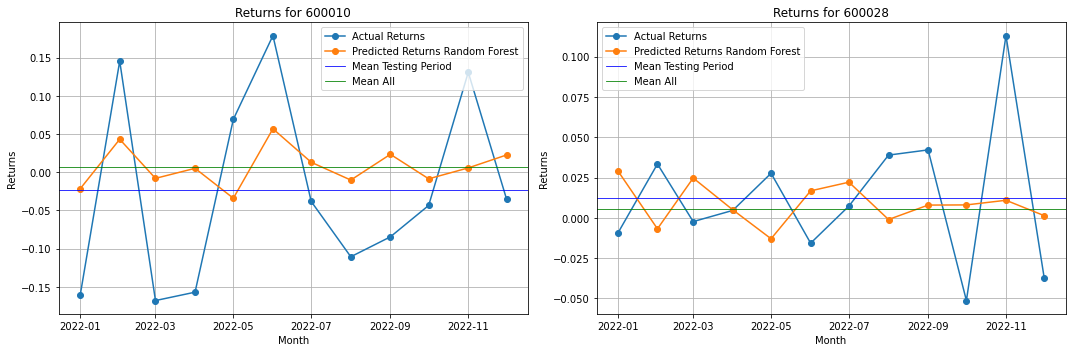 Returns for 600010
Actual Returns
Predicted Returns Random Forest
Mean Testing Period
Mean All
0.15
0.10
0.05
0.00
−0.05
−0.10
−0.15
Returns
2022-01 2022-03 2022-05 2022-07 2022-09 2022-11
Month
Returns for 600028
Actual Returns
Predicted Returns Random Forest
Mean Testing Period
Mean All
0.100
0.075
0.050
0.025
0.000
−0.025
−0.050
Returns
2022-01 2022-03 2022-05 2022-07 2022-09 2022-11
Month